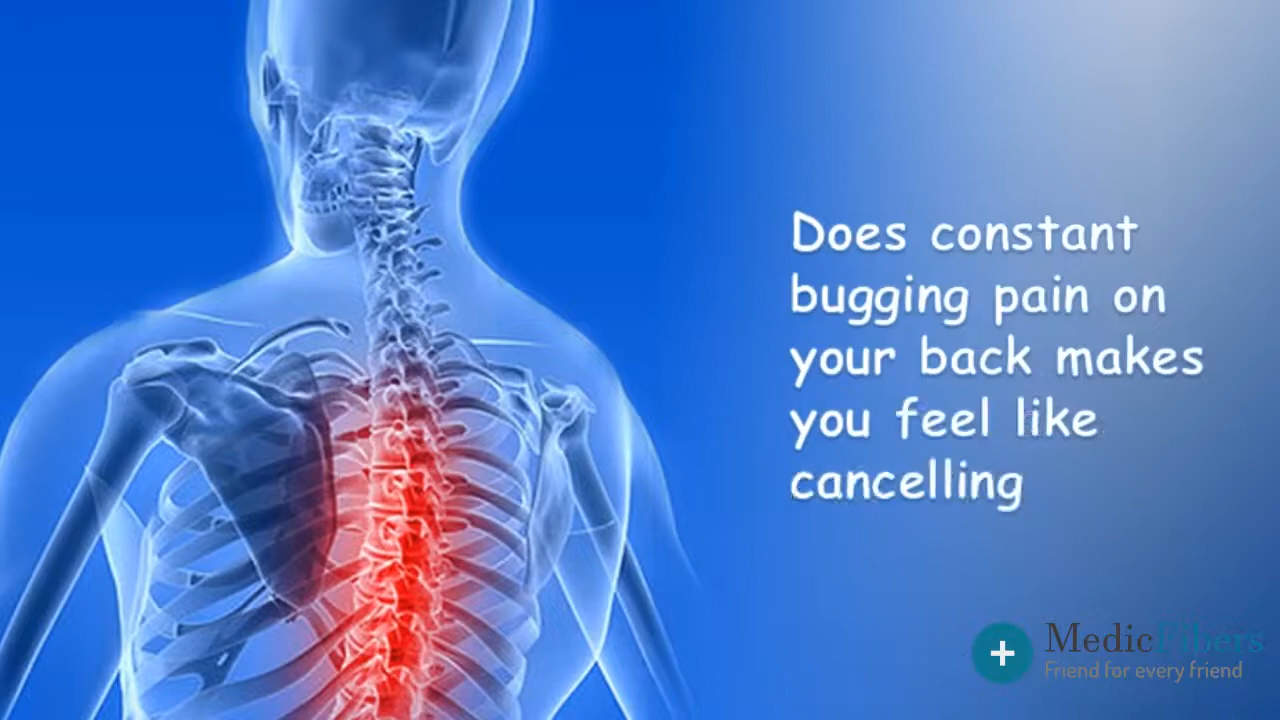 Does constant
bugging pain on
your back makes
you feel like
cancelling
MedicFibers
Friend for every friend